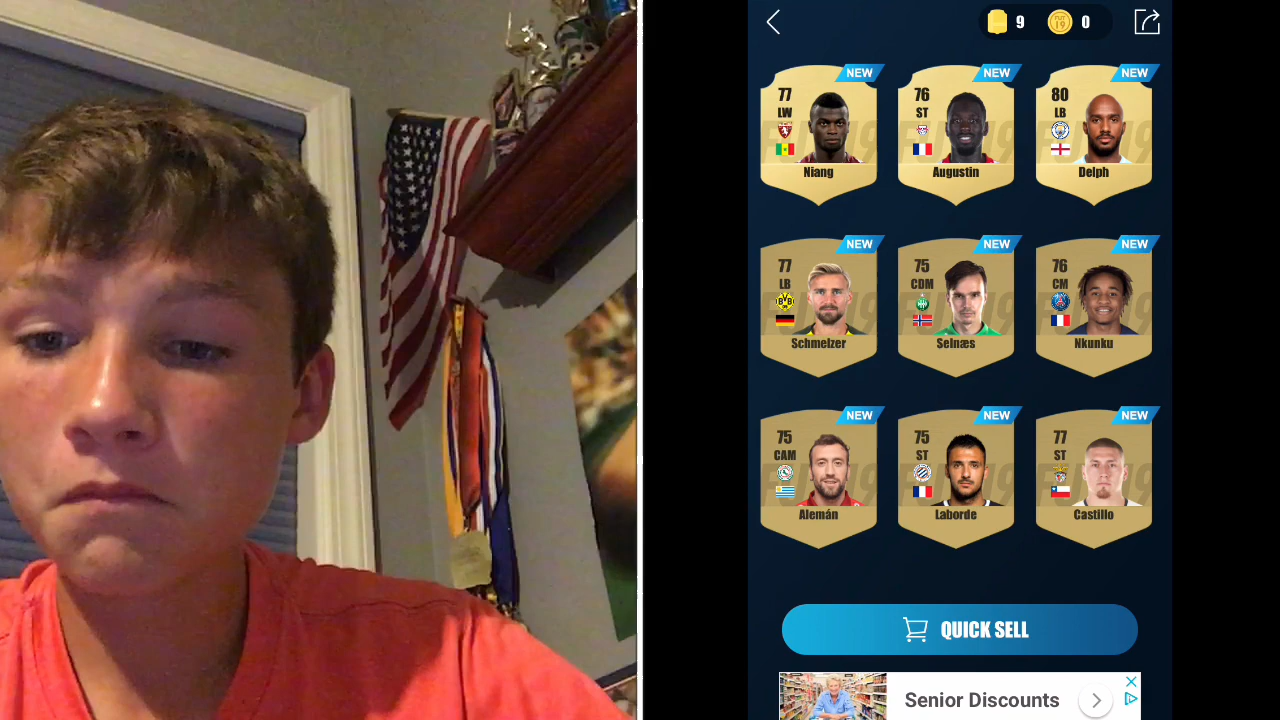 9 0
NEW NEW NEW
77 76 80
LW ST LB
Niang Augustin Delph
NEW NEW NEW
77 75 76
LB CDM CM
Schmelzer Selnæs Nkunku
NEW NEW NEW
75 75 77
CAM ST ST
Alemán Laborde Castillo
QUICK SELL
Senior Discounts